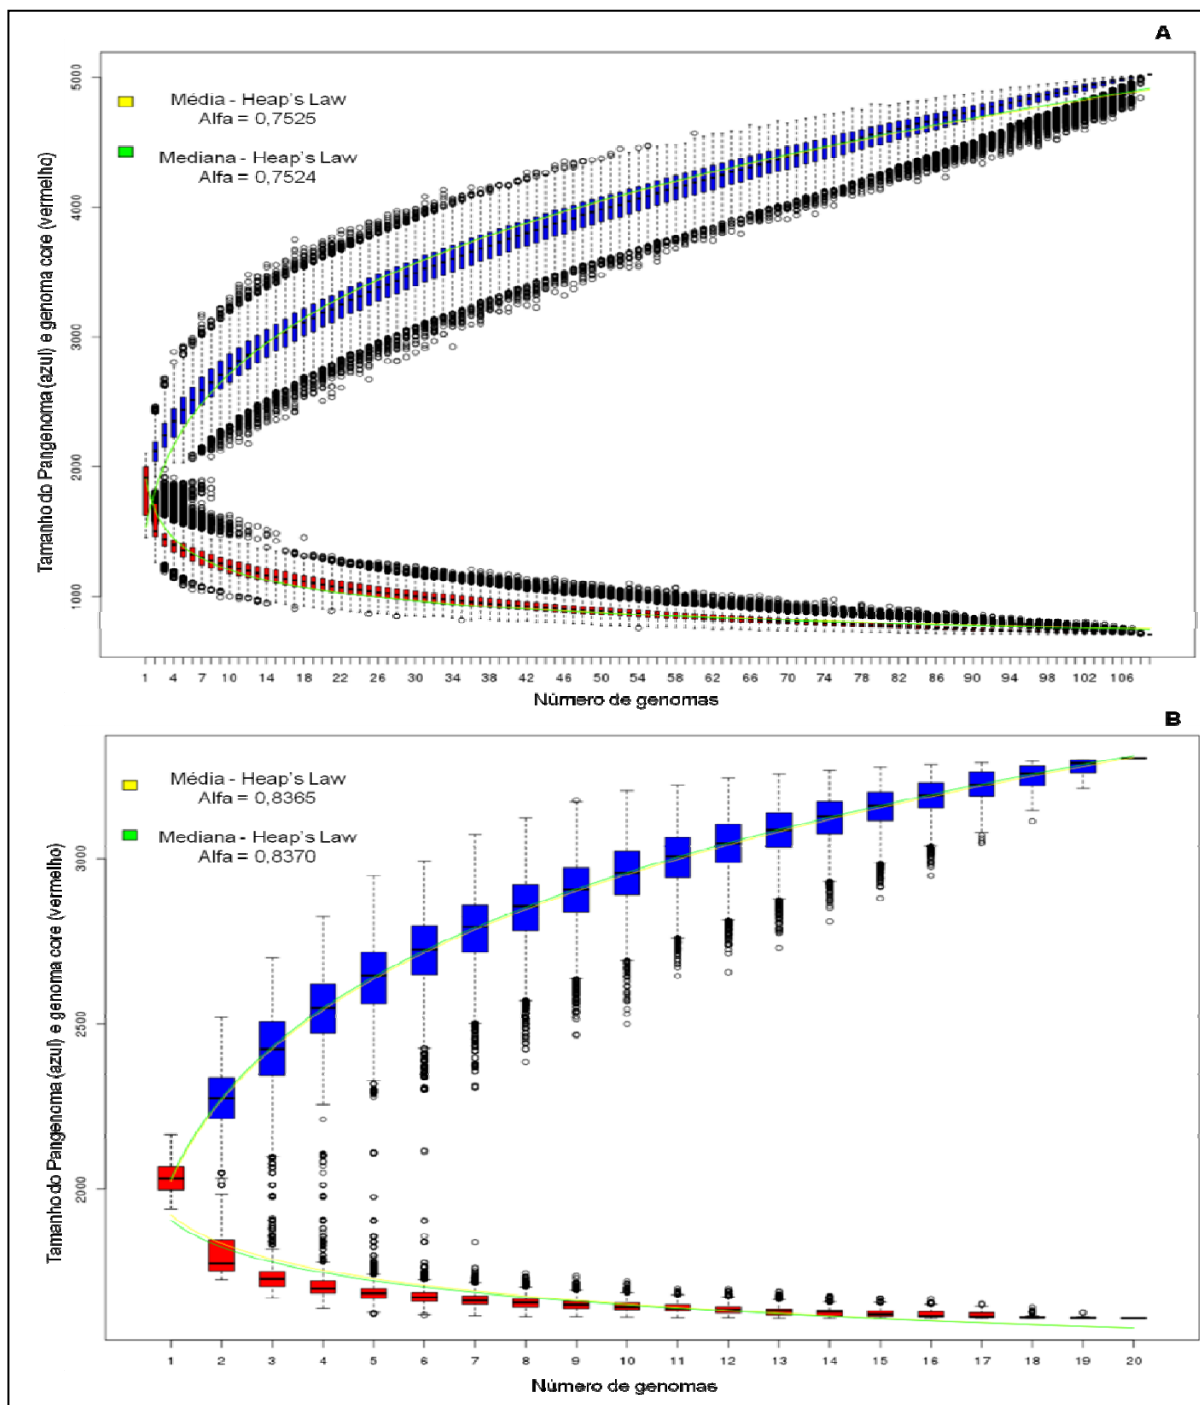 A
Média - Heap's Law
Alfa = 0,7525
Mediana - Heap's Law
Alfa = 0,7524
Tamanho do Pangenoma (azul) e genoma core (vermelho)
5000
4000
3000
2000
1000
1 4 7 10 14 18 22 26 30 34 38 42 46 50 54 58 62 66 70 74 78 82 86 90 94 98 102 106
Número de genomas
B
Média - Heap's Law
Alfa = 0,8365
Mediana - Heap's Law
Alfa = 0,8370
Tamanho do Pangenoma (azul) e genoma core (vermelho)
3000
2500
2000
1 2 3 4 5 6 7 8 9 10 11 12 13 14 15 16 17 18 19 20
Número de genomas